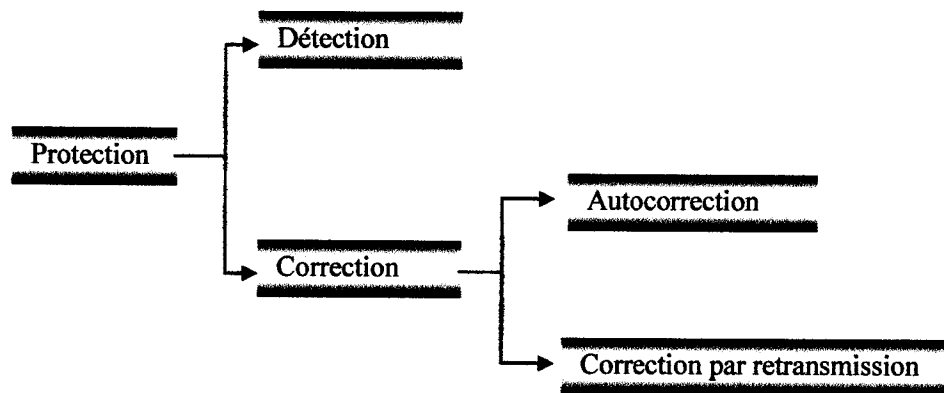 Détection
Protection
Autocorrection
Correction
Correction par retransmission